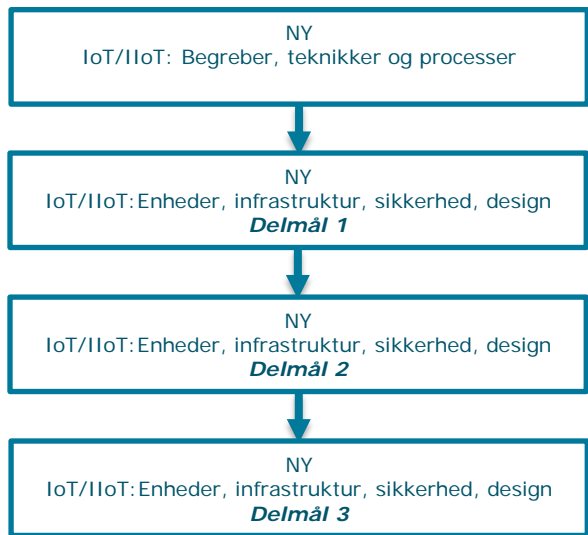 NY
IoT/IIoT: Begreber, teknikker og processer
NY
IoT/IIoT:Enheder, infrastruktur, sikkerhed, design
Delmål 1
NY
IoT/IIoT:Enheder, infrastruktur, sikkerhed, design
Delmål 2
NY
IoT/IIoT:Enheder, infrastruktur, sikkerhed, design
Delmål 3